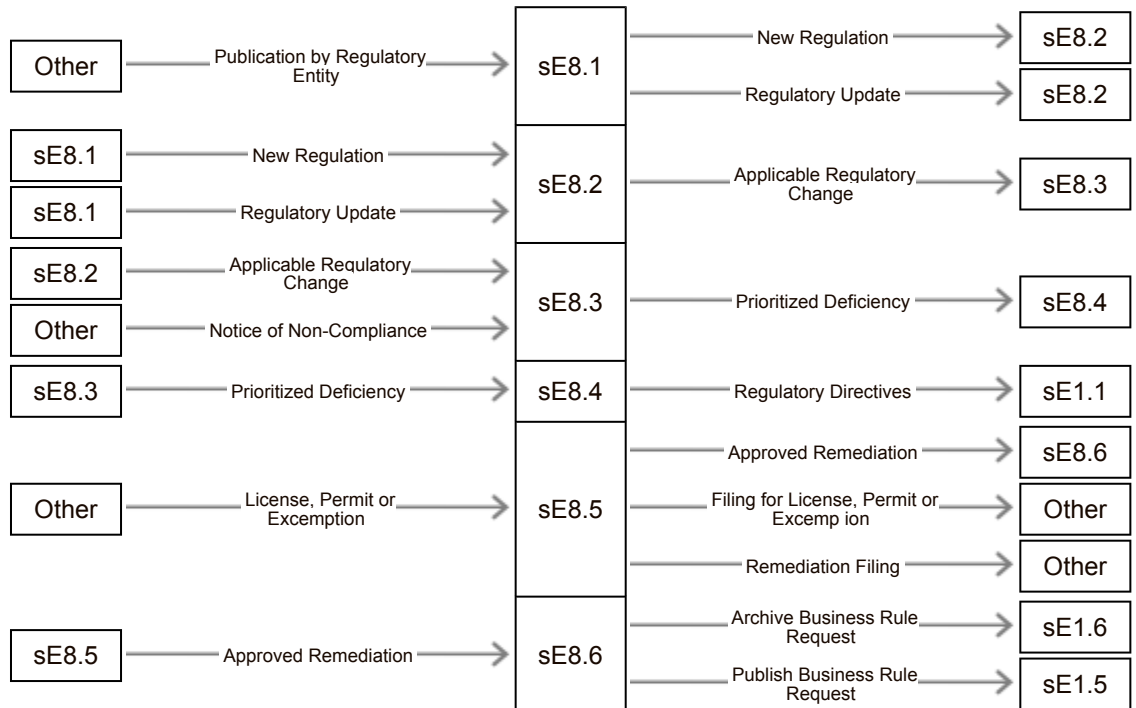 Other
Publication by Regulatory
Entity
sE8.1
New Regulation
sE8.2
Regulatory Update
sE8.2
sE8.1
New Regulation
sE8.1
Regulatory Update
sE8.2
Applicable Regulatory
Change
sE8.3
sE8.2
Applicable Regulatory
Change
Other
Notice of Non-Compliance
sE8.3
Prioritized Deficiency
sE8.4
sE8.3
Prioritized Deficiency
sE8.4
Regulatory Directives
sE1.1
Other
License, Permit or
Excemption
sE8.5
Approved Remediation
sE8.6
Filing for License, Permit or
Excemp ion
Other
Remediation Filing
Other
sE8.5
Approved Remediation
sE8.6
Archive Business Rule
Request
sE1.6
Publish Business Rule
Request
sE1.5